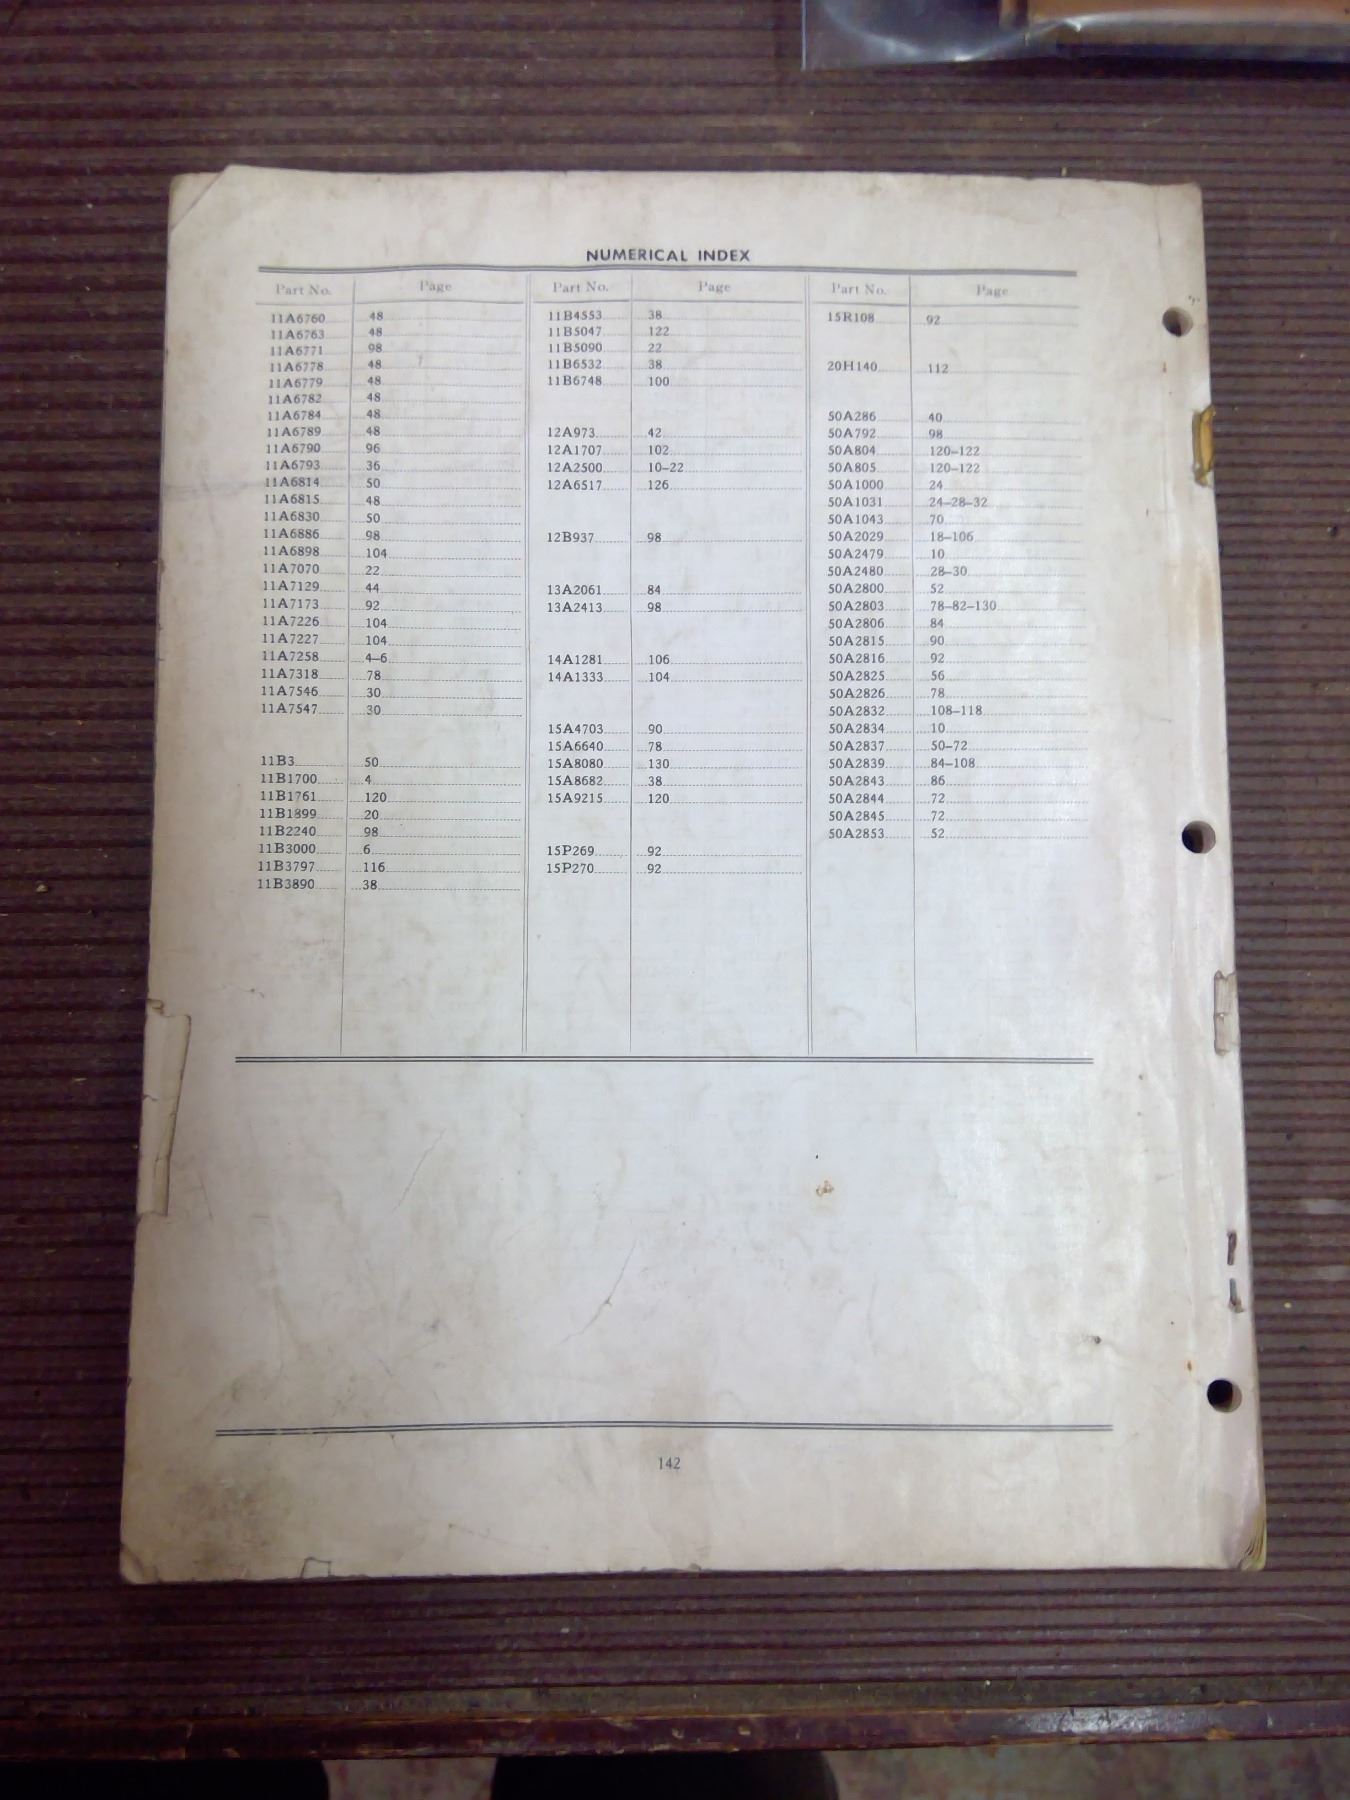 NUMERICAL INDEX
Part No. Page
11A6760 48
11A6763 48
11A6771 98
11A6778 48
11A6779 48
11A6782 48
11A6784 48
11A6789 48
11A6790 96
11A6793 36
11A6814 50
11A6815 48
11A6830 50
11A6886 98
11A6898 104
11A7070 22
11A7129 44
11A7173 92
11A7226 104
11A7227 104
11A7258 4–6
11A7318 78
11A7546 30
11A7547 30
11B3 50
11B1700 4
11B1761 120
11B1899 20
11B2240 98
11B3000 6
11B3797 116
11B3890 38
Part No. Page
11B4553 38
11B5047 122
11B5090 22
11B6532 38
11B6748 100
12A973 42
12A1707 102
12A2500 10–22
12A6517 126
12B937 98
13A2061 84
13A2413 98
14A1281 106
14A1333 104
15A4703 90
15A6640 78
15A8080 130
15A8682 38
15A9215 120
15P269 92
15P270 92
Part No. Page
15R108 92
20H140 112
50A286 40
50A792 98
50A804 120–122
50A805 120–122
50A1000 24
50A1031 24–28–32
50A1043 70
50A2029 18–106
50A2479 10
50A2480 28–30
50A2800 52
50A2803 78–82–130
50A2806 84
50A2815 90
50A2816 92
50A2825 56
50A2826 78
50A2832 108–118
50A2834 10
50A2837 50–72
50A2839 84–108
50A2843 86
50A2844 72
50A2845 72
50A2853 52
142